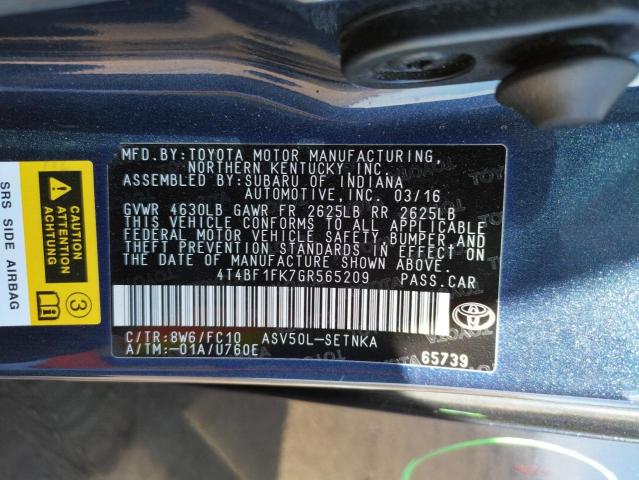 MFD.BY:TOYOTA MOTOR MANUFACTURING,
NORTHERN KENTUCKY,INC.
ASSEMBLED BY:SUBARU OF INDIANA
AUTOMOTIVE,INC. 03/16
GVWR 4630LB GAWR FR 2625LB RR 2625LB
THIS VEHICLE CONFORMS TO ALL APPLICABLE
FEDERAL MOTOR VEHICLE SAFETY,BUMPER,AND
THEFT PREVENTION STANDARDS IN EFFECT ON
THE DATE OF MANUFACTURE SHOWN ABOVE.
4T4BF1FK7GR565209 PASS.CAR
C/TR:8W6/FC10 ASV50L-SETNKA
A/TM:-01A/U760E
65739
TOYOTA
SRS SIDE AIRBAG
CAUTION
ATTENTION
ACHTUNG
3